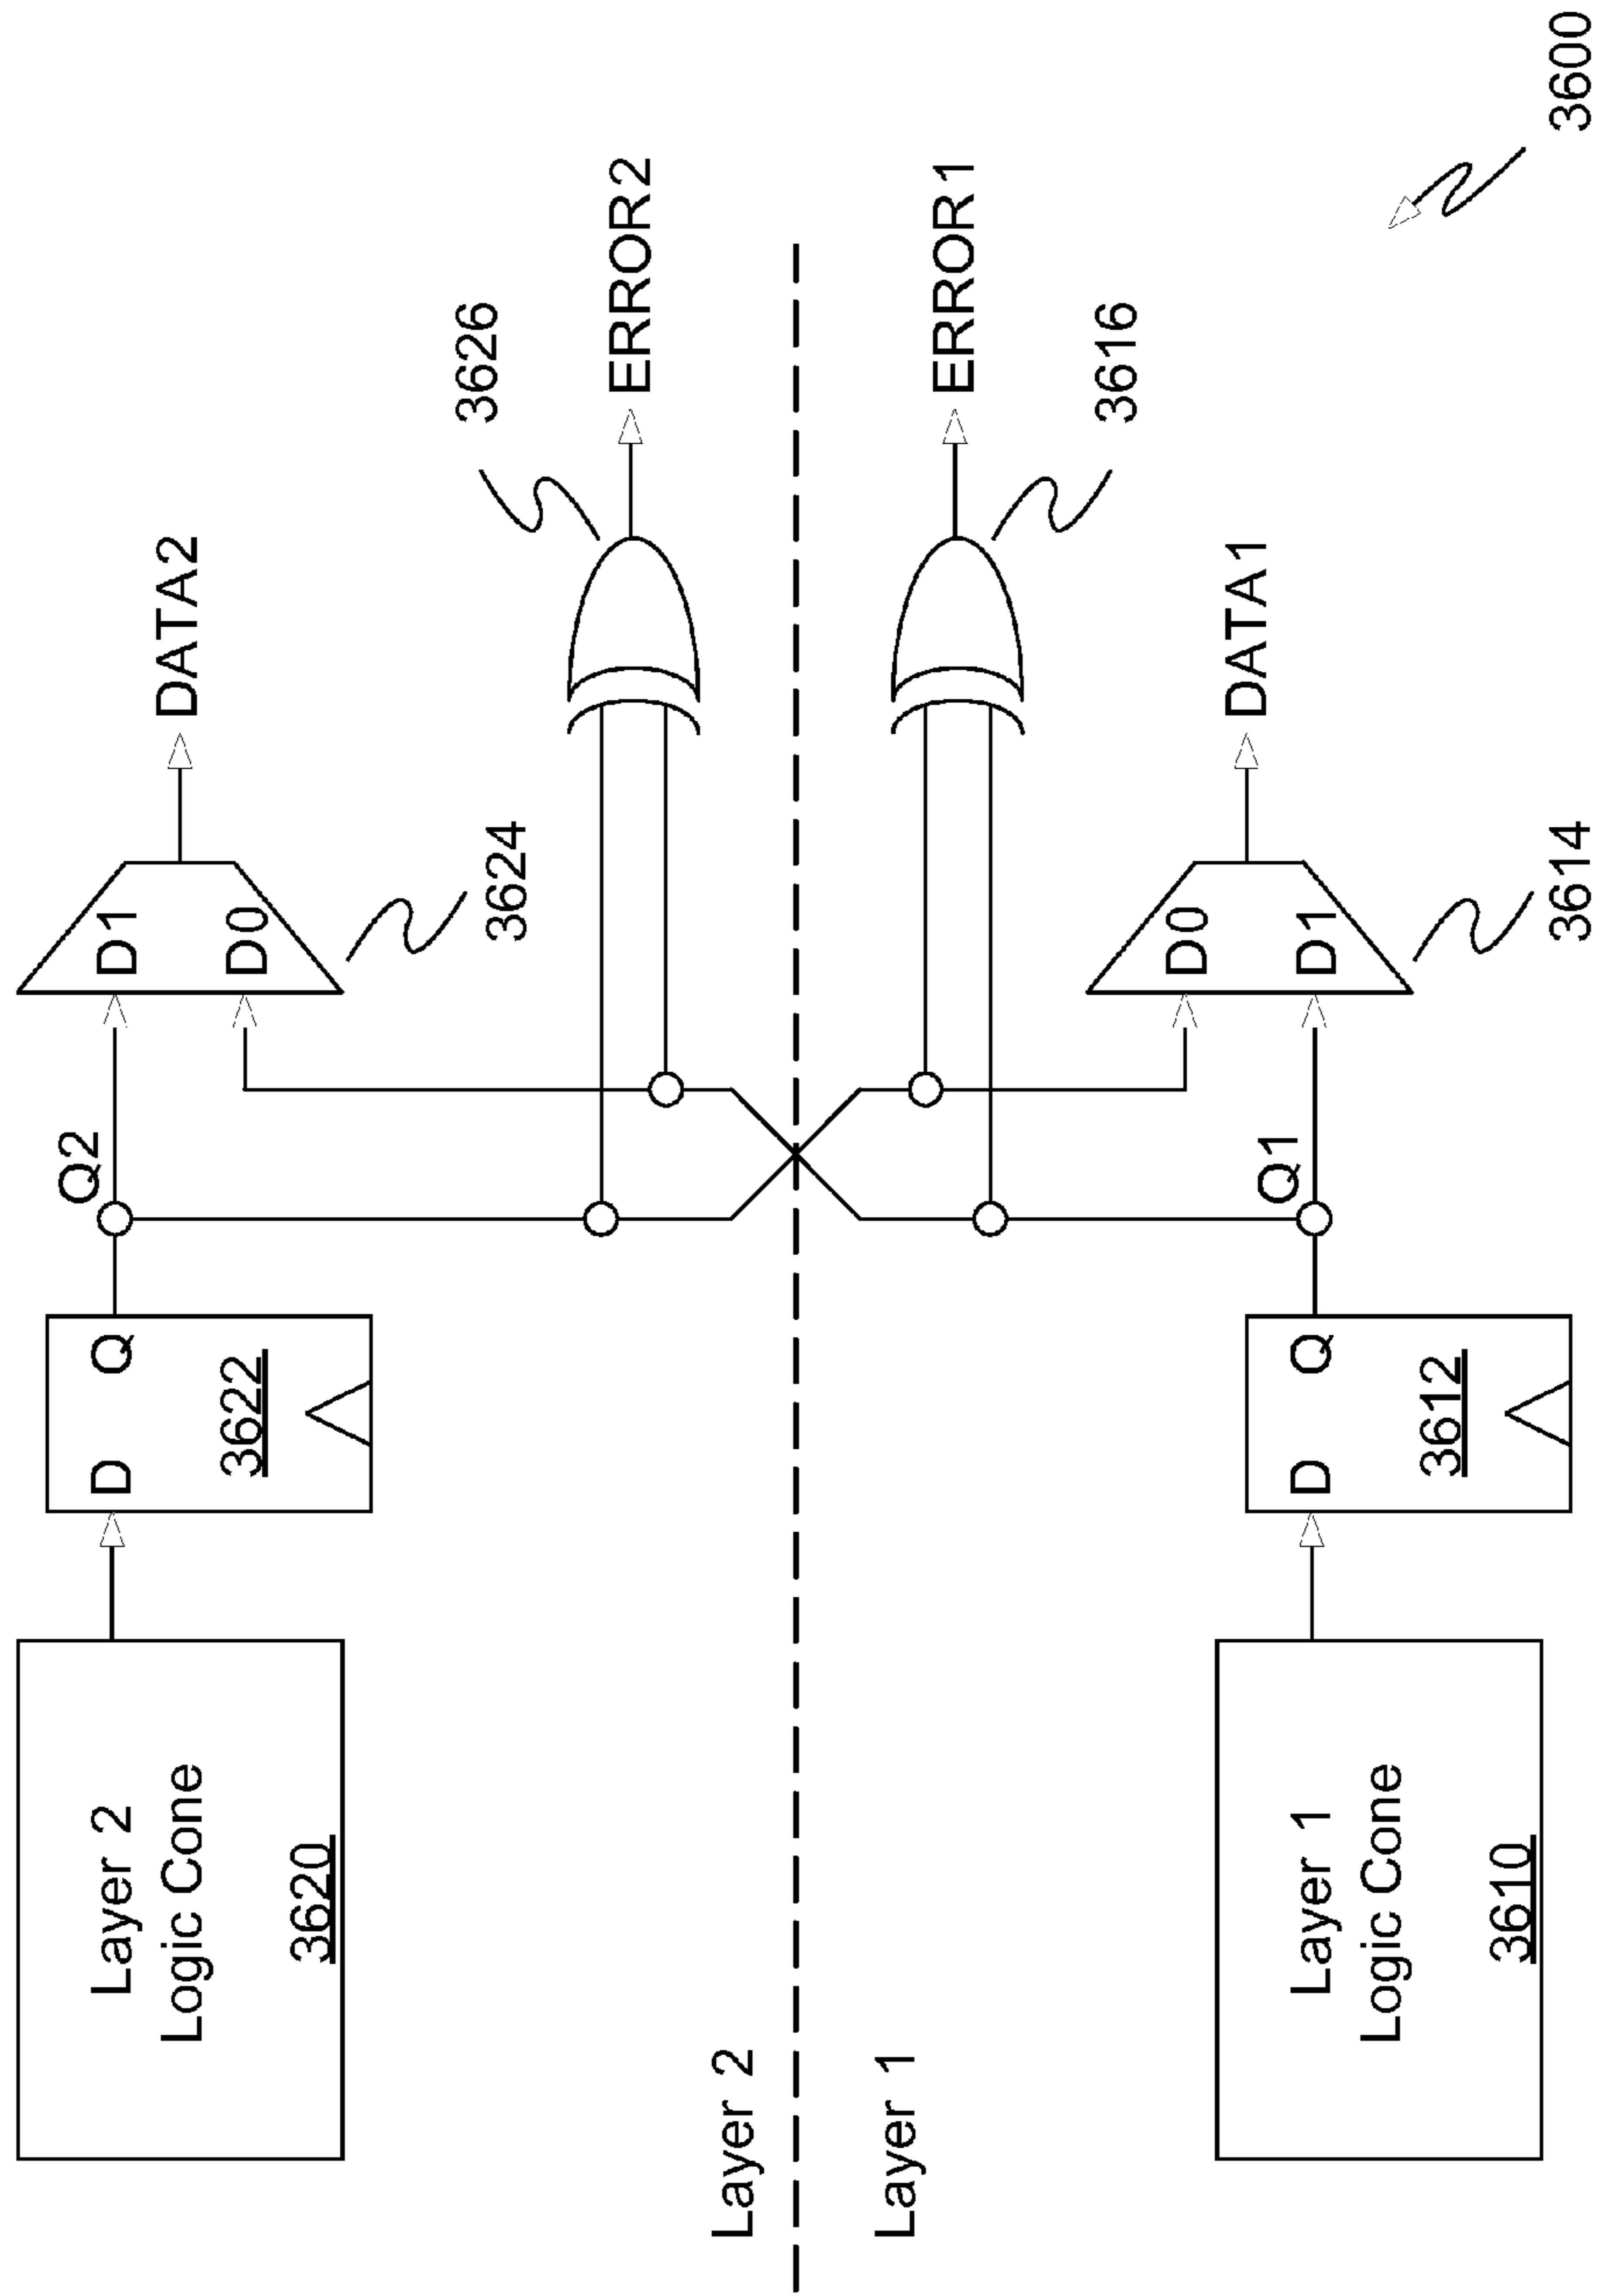 Layer 2
Logic Cone
3620
D
Q
3622
Q2
D1
D0
3624
DATA2
3626
ERROR2
Layer 2
Layer 1
ERROR1
3616
Layer 1
Logic Cone
3610
D
Q
3612
Q1
D0
D1
3614
DATA1
3600